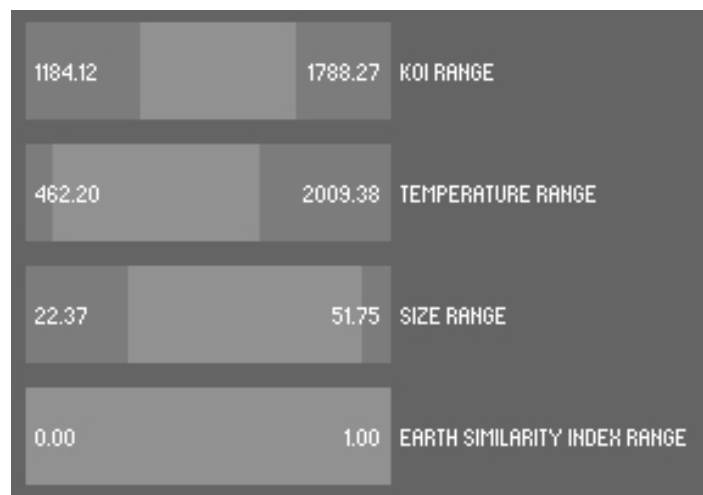 1184.12 1788.27 KOI RANGE
462.20 2009.38 TEMPERATURE RANGE
22.37 51.75 SIZE RANGE
0.00 1.00 EARTH SIMILARITY INDEX RANGE